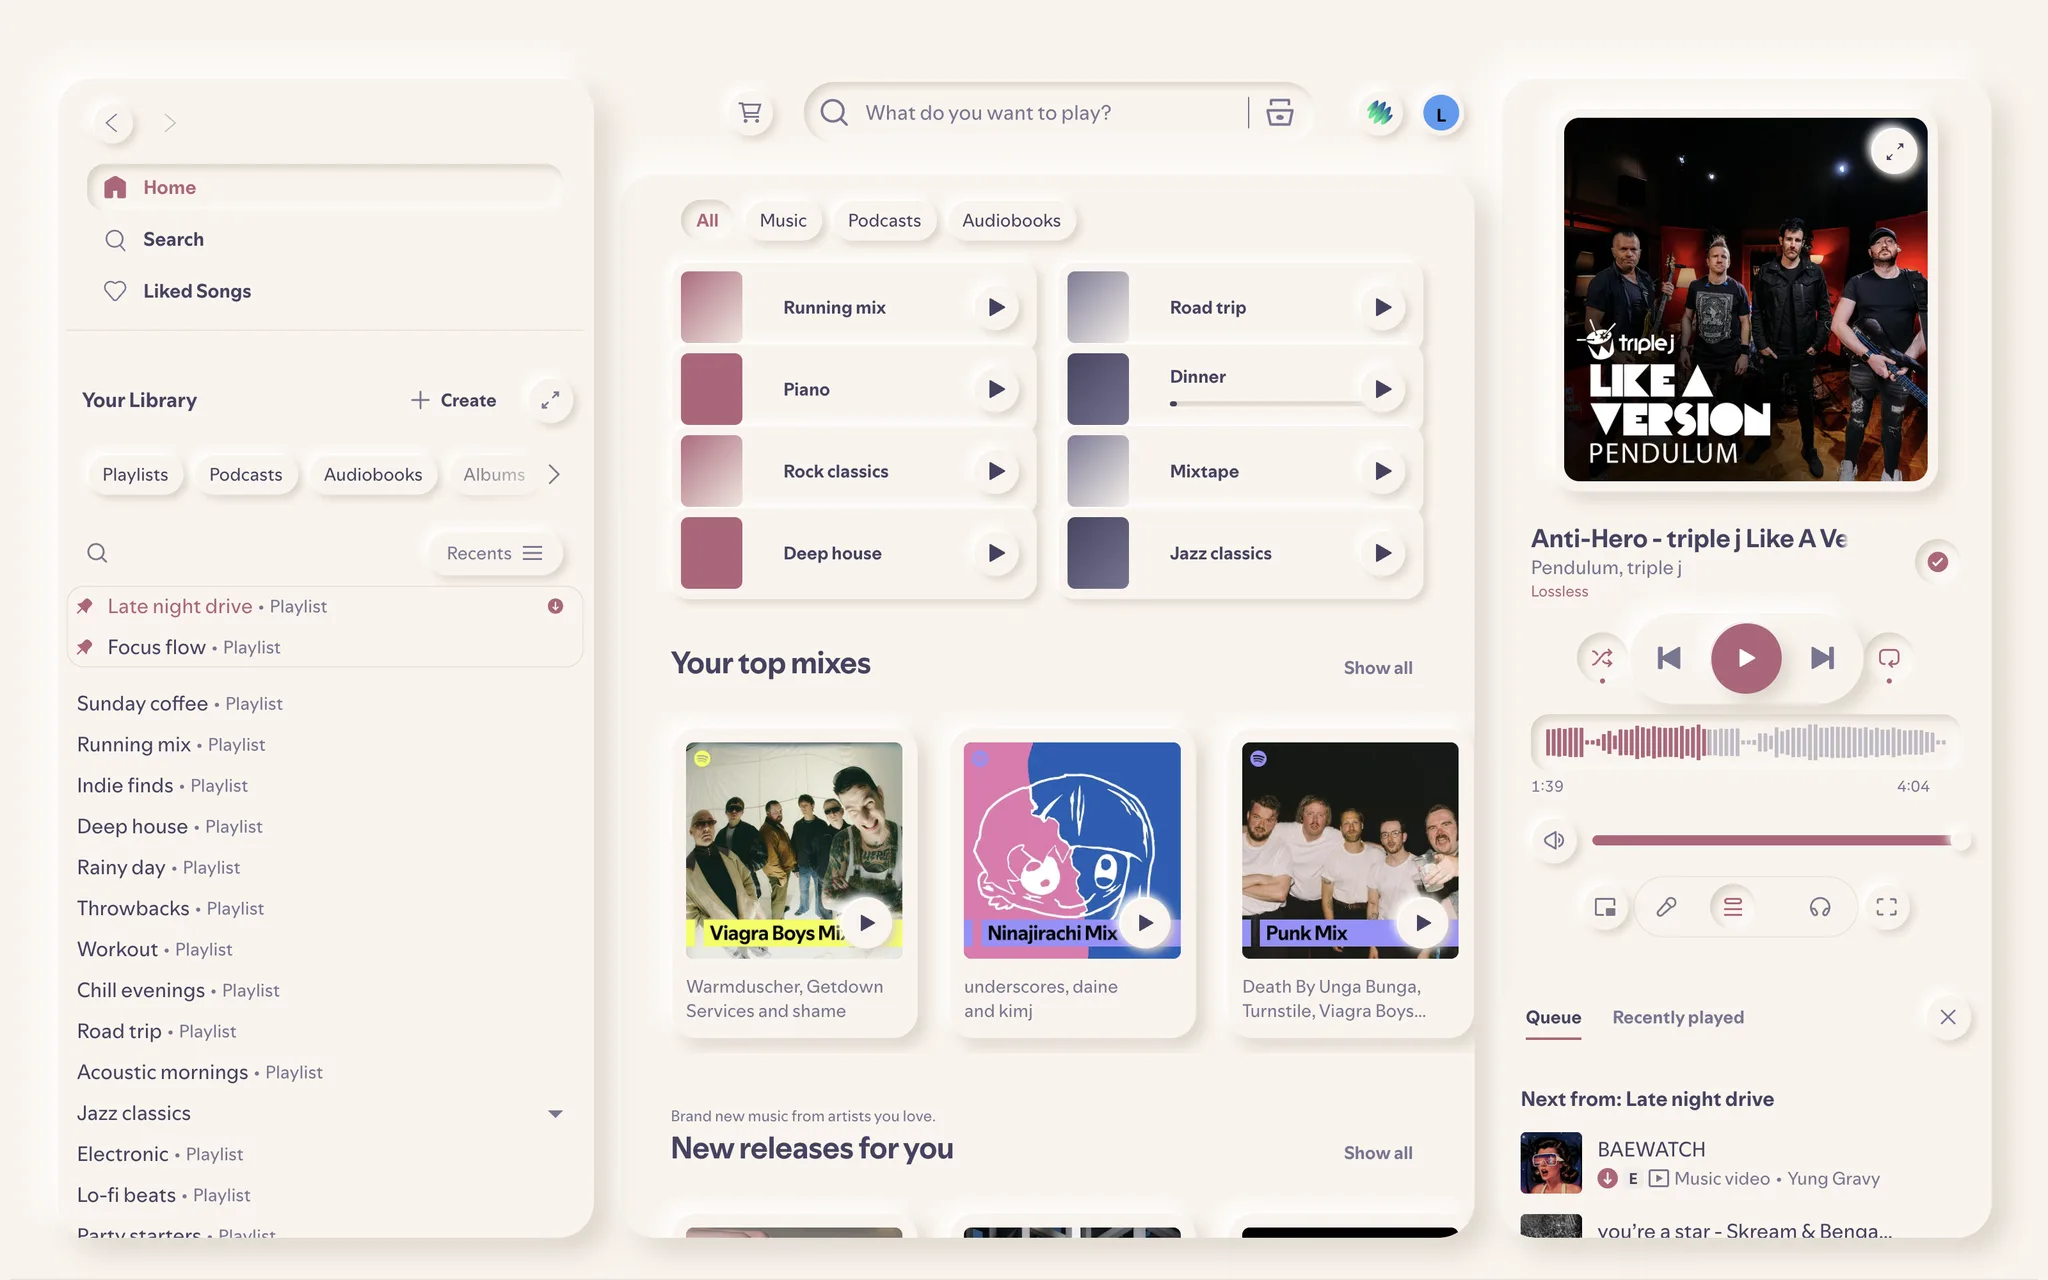 Home
Search
Liked Songs
Your Library
Create
Playlists
Podcasts
Audiobooks
Albums
Recents
Late night drive • Playlist
Focus flow • Playlist
Sunday coffee • Playlist
Running mix • Playlist
Indie finds • Playlist
Deep house • Playlist
Rainy day • Playlist
Throwbacks • Playlist
Workout • Playlist
Chill evenings • Playlist
Road trip • Playlist
Acoustic mornings • Playlist
Jazz classics
Electronic • Playlist
Lo-fi beats • Playlist
Party starters • Playlist
What do you want to play?
L
All
Music
Podcasts
Audiobooks
Running mix
Road trip
Piano
Dinner
Rock classics
Mixtape
Deep house
Jazz classics
Your top mixes
Show all
Viagra Boys Mix
Warmduscher, Getdown
Services and shame
Ninajirachi Mix
underscores, daine
and kimj
Punk Mix
Death By Unga Bunga,
Turnstile, Viagra Boys...
Brand new music from artists you love.
New releases for you
Show all
triple j
LIKE A
VERSION
PENDULUM
Anti-Hero - triple j Like A Ve
Pendulum, triple j
Lossless
1:39
4:04
Queue
Recently played
Next from: Late night drive
BAEWATCH
E Music video • Yung Gravy
you're a star - Skream & Benga...